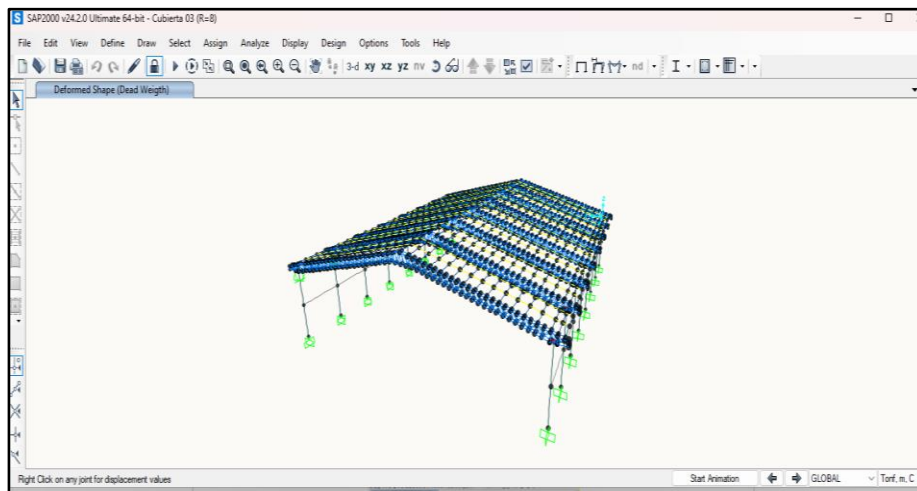 SAP2000 v24.2.0 Ultimate 64-bit - Cubierta 03 (R=8)
File Edit View Define Draw Select Assign Analyze Display Design Options Tools Help
3-d xy xz yz nv nd
Deformed Shape (Dead Weigth)
Right Click on any joint for displacement values
Start Animation GLOBAL Tonf, m, C